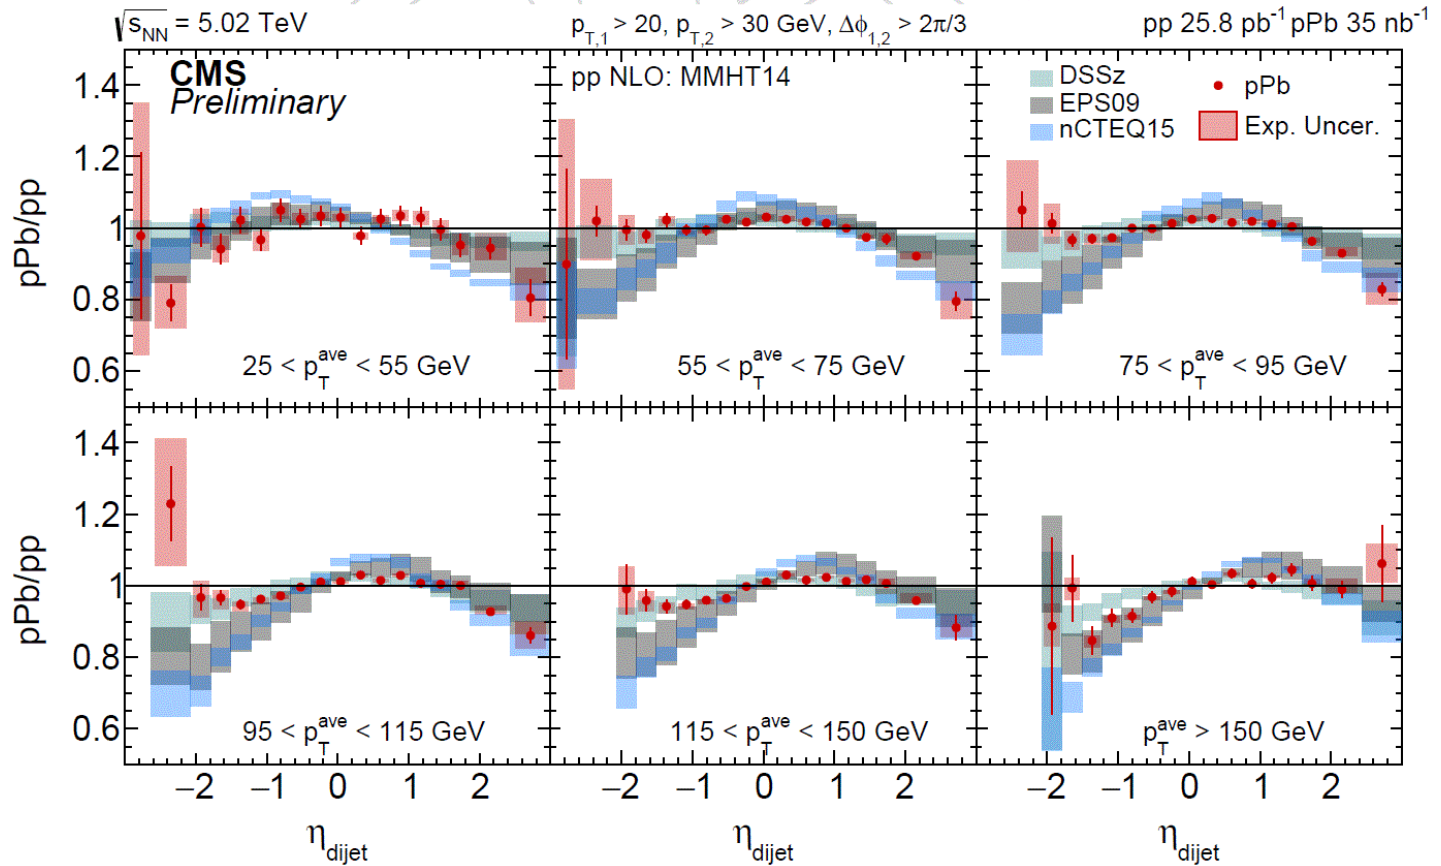 √s_NN = 5.02 TeV
p_T,1 > 20, p_T,2 > 30 GeV, Δϕ_1,2 > 2π/3
pp 25.8 pb⁻¹ pPb 35 nb⁻¹
CMS
Preliminary
pp NLO: MMHT14
DSSz
EPS09
nCTEQ15
pPb
Exp. Uncer.
pPb/pp
1.4
1.2
1
0.8
0.6
25 < p_T^ave < 55 GeV
55 < p_T^ave < 75 GeV
75 < p_T^ave < 95 GeV
pPb/pp
1.4
1.2
1
0.8
0.6
95 < p_T^ave < 115 GeV
115 < p_T^ave < 150 GeV
p_T^ave > 150 GeV
−2 −1 0 1 2
−2 −1 0 1 2
−2 −1 0 1 2
η_dijet
η_dijet
η_dijet